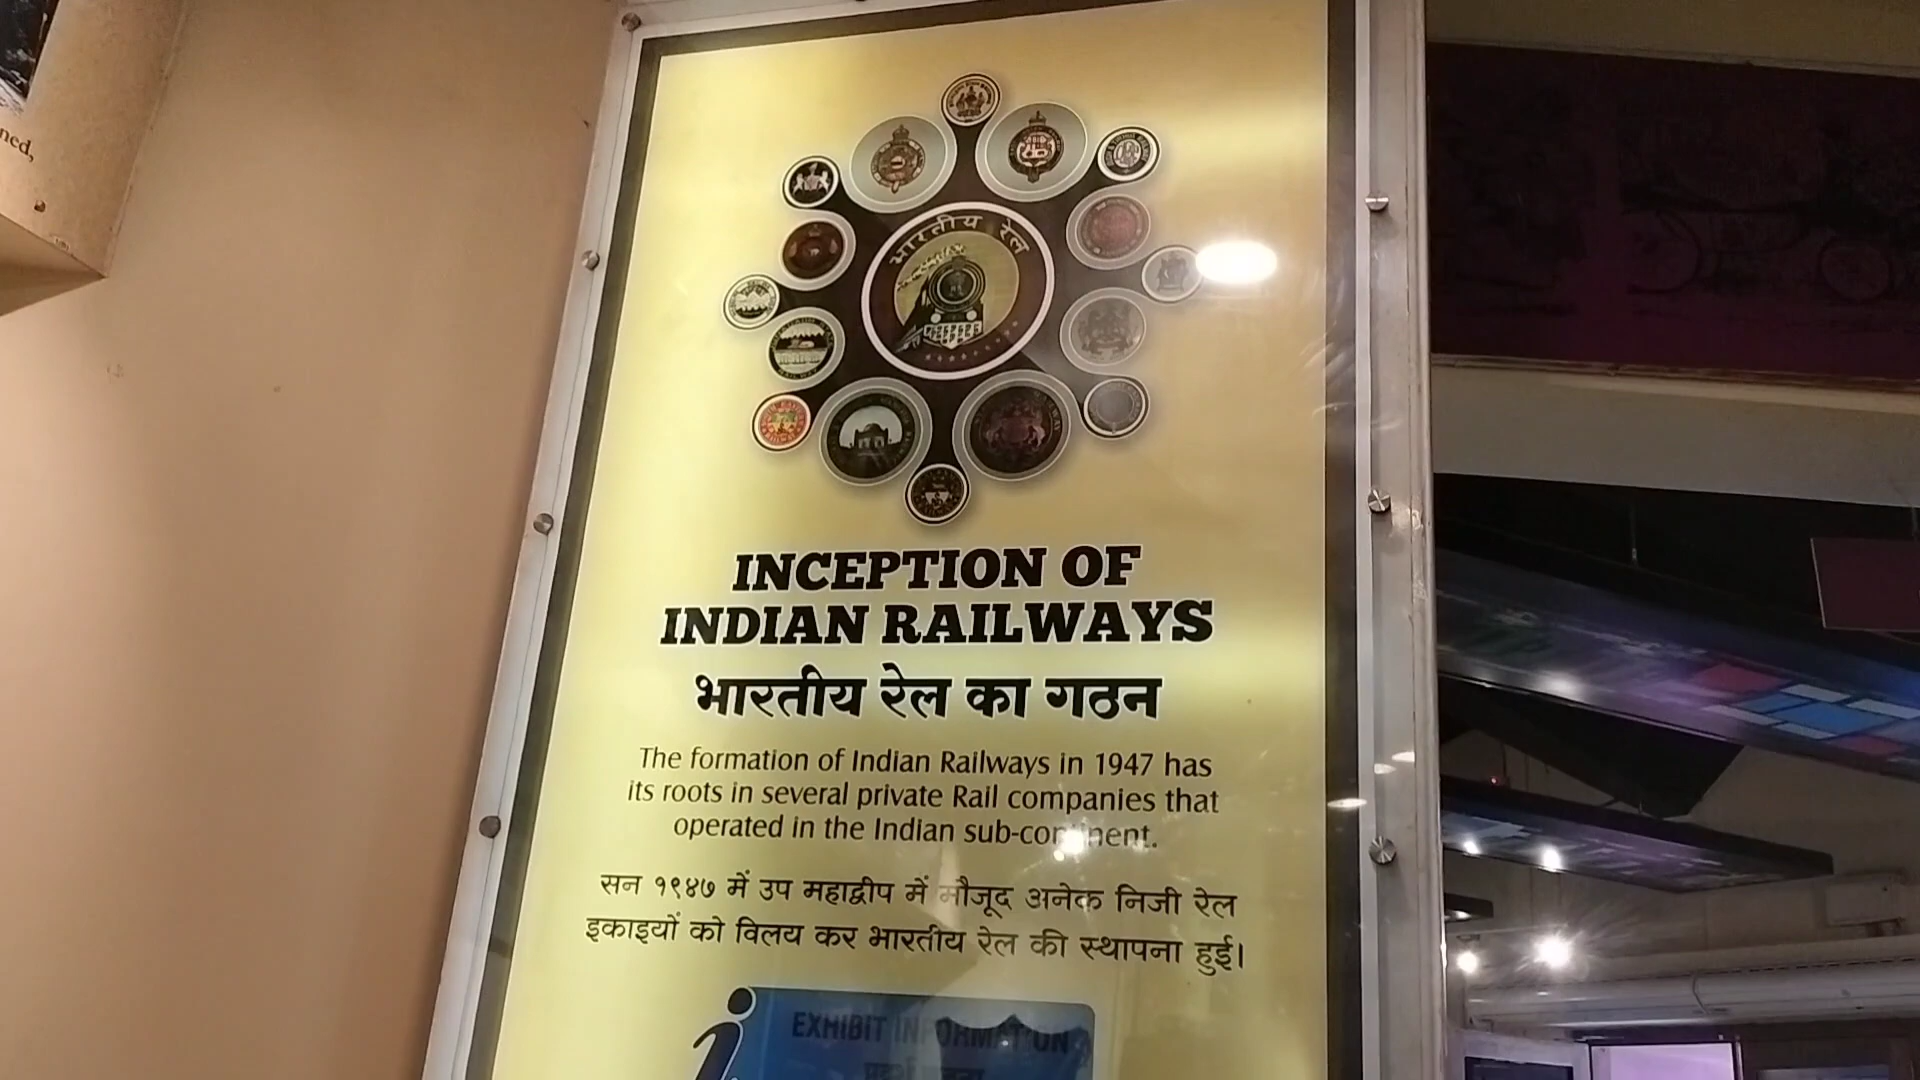 ned,
भारतीय रेल
INCEPTION OF
INDIAN RAILWAYS
भारतीय रेल का गठन
The formation of Indian Railways in 1947 has
its roots in several private Rail companies that
operated in the Indian sub-continent.
सन १९४७ में उप महाद्वीप में मौजूद अनेक निजी रेल
इकाइयों को विलय कर भारतीय रेल की स्थापना हुई।
EXHIBIT INFORMATION